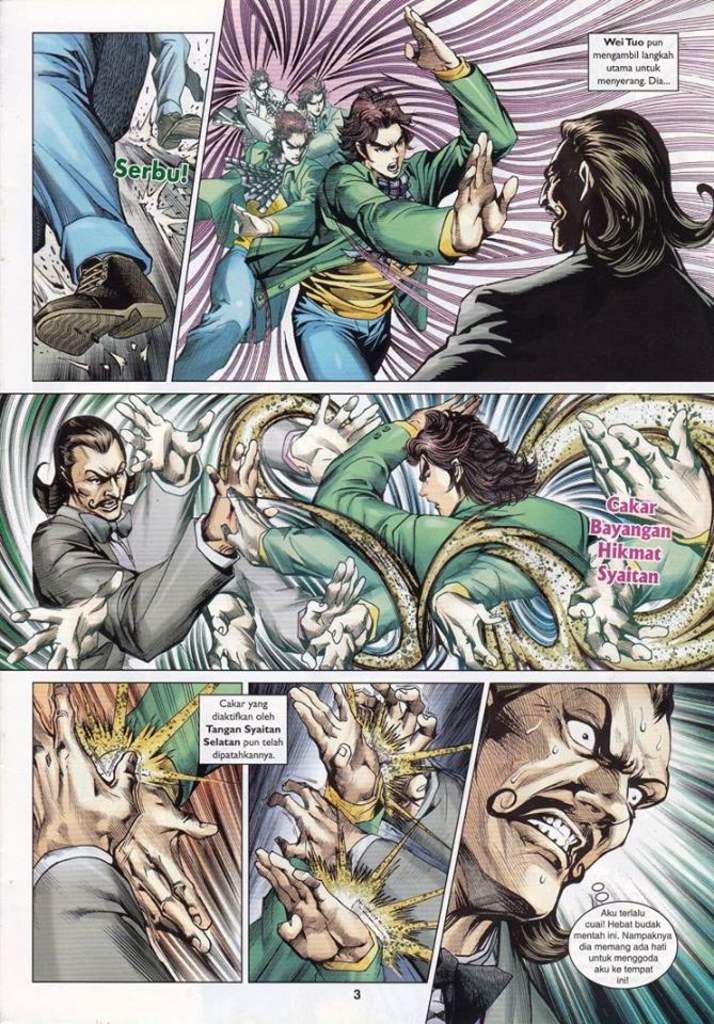 Serbu!
Wei Tuo pun
mengambil langkah
utama untuk
menyerang. Dia...
Cakar
Bayangan
Hikmat
Syaitan
Cakar yang
diaktifkan oleh
Tangan Syaitan
Selatan pun telah
dipatahkannya.
Aku terlalu
cuai! Hebat budak
mentah ini. Nampaknya
dia memang ada hati
untuk menggoda
aku ke tempat
ini!
3